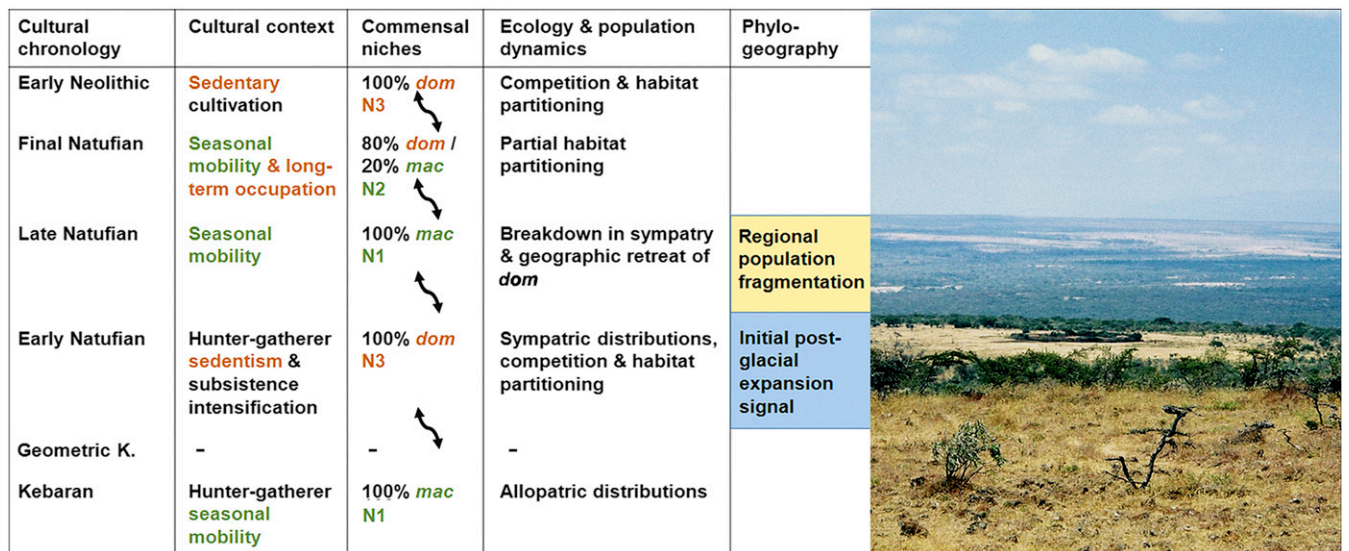 Cultural chronology
Cultural context
Commensal niches
Ecology & population dynamics
Phylo-geography
Early Neolithic
Sedentary
cultivation
100% dom
N3
Competition & habitat
partitioning
Final Natufian
Seasonal
mobility & long-
term occupation
80% dom /
20% mac
N2
Partial habitat
partitioning
Late Natufian
Seasonal
mobility
100% mac
N1
Breakdown in sympatry
& geographic retreat of
dom
Regional
population
fragmentation
Early Natufian
Hunter-gatherer
sedentism &
subsistence
intensification
100% dom
N3
Sympatric distributions,
competition & habitat
partitioning
Initial post-
glacial
expansion
signal
Geometric K.
–
–
–
Kebaran
Hunter-gatherer
seasonal
mobility
100% mac
N1
Allopatric distributions